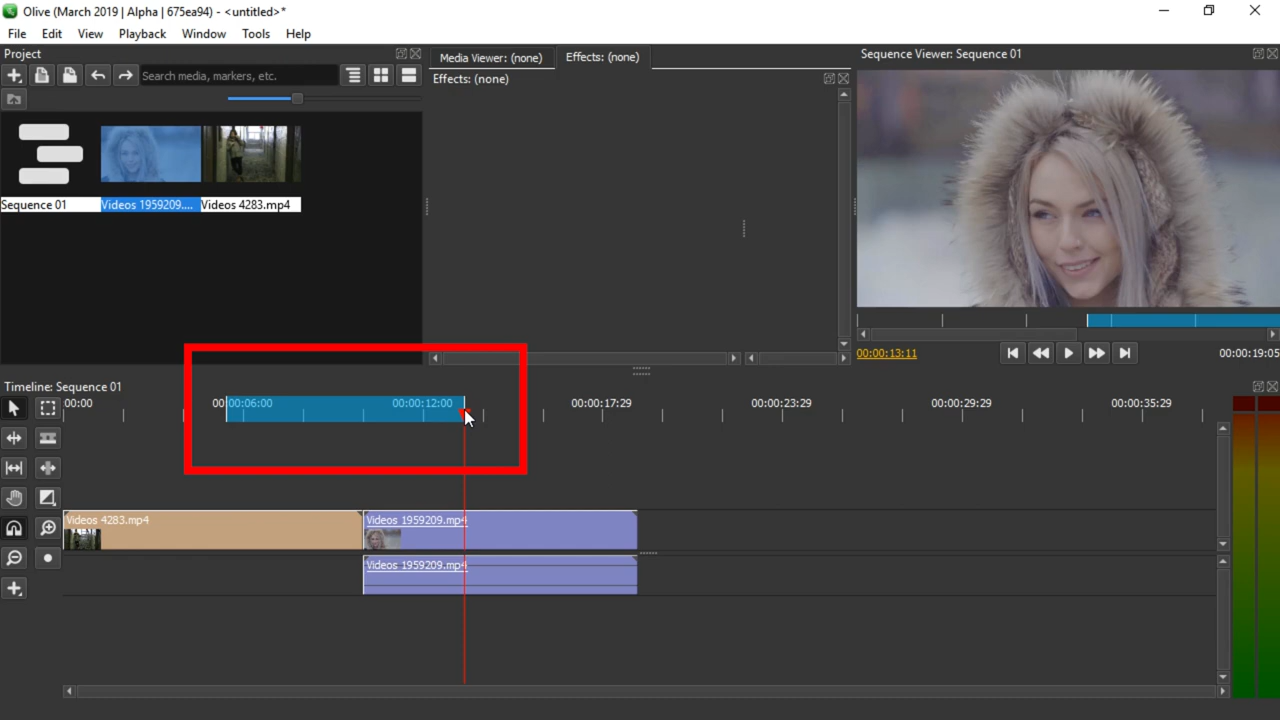 Olive (March 2019 | Alpha | 675ea94) - <untitled>*
File Edit View Playback Window Tools Help
Project
Search media, markers, etc.
Sequence 01
Videos 1959209....
Videos 4283.mp4
Media Viewer: (none)
Effects: (none)
Effects: (none)
Sequence Viewer: Sequence 01
00:00:13:11
00:00:19:05
Timeline: Sequence 01
:00:00 00:00:06:00 00:00:12:00 00:00:17:29 00:00:23:29 00:00:29:29 00:00:35:29
Videos 4283.mp4
Videos 1959209.mp4
Videos 1959209.mp4